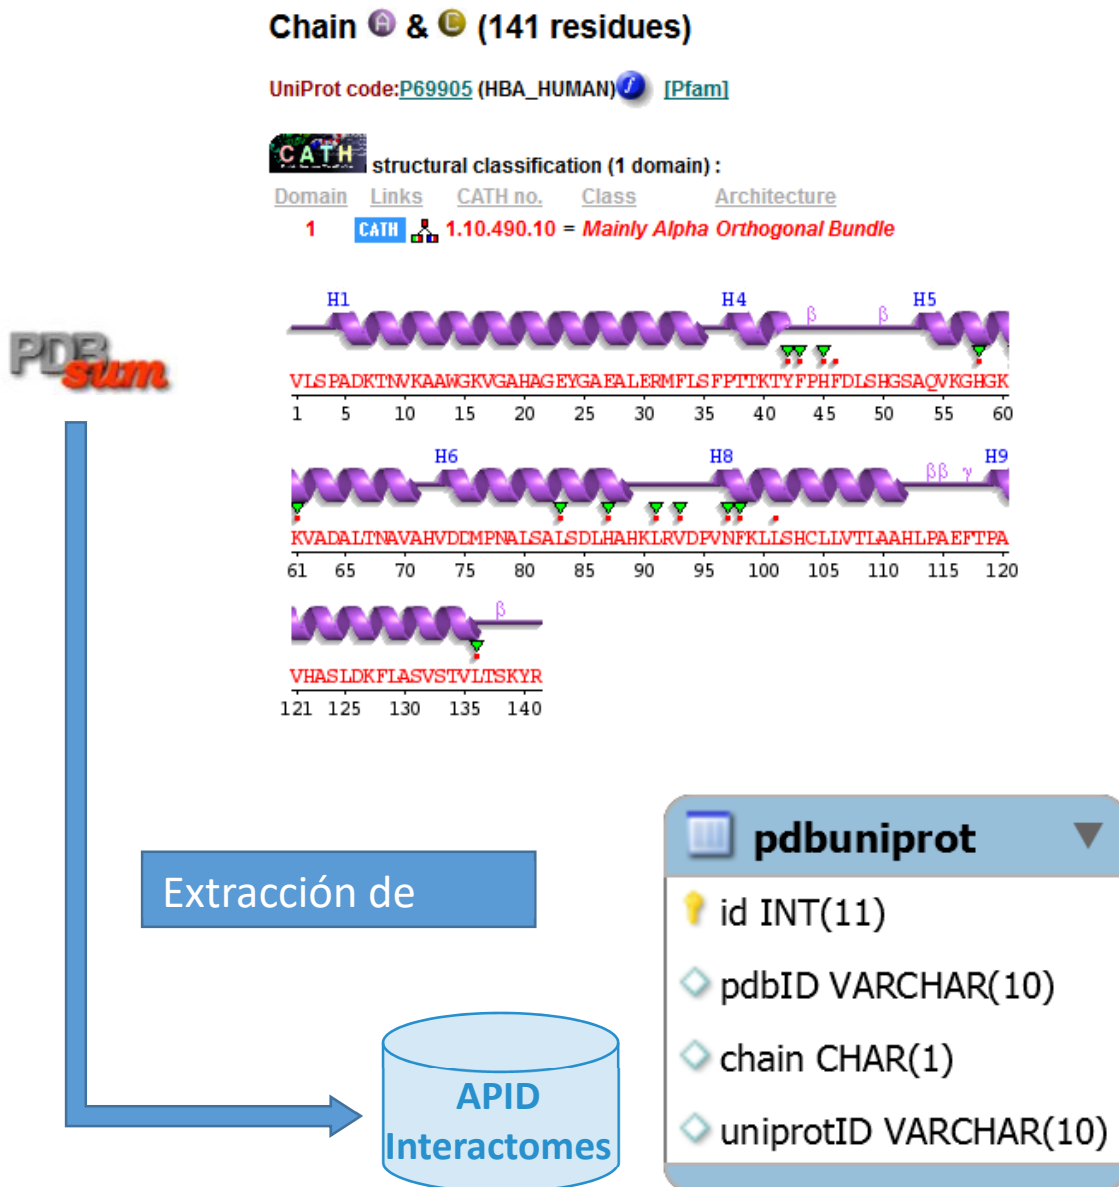 Chain A & C (141 residues)
UniProt code:P69905 (HBA_HUMAN) [Pfam]
CATH structural classification (1 domain) :
Domain Links CATH no. Class Architecture
1 CATH 1.10.490.10 = Mainly Alpha Orthogonal Bundle
H1 H4 β β H5
VLSPADKTNVKAAWGKVGAHAGEYGAEALERMFLSFPTTKTYFPHFDLSHGSAQVKGHGK
1 5 10 15 20 25 30 35 40 45 50 55 60
PDBsum
H6 H8 ββ γ H9
KVADALTNAVAHVDDMPNALSALSDLHAHKLRVDPVNFKLLSHCLLVTLAAHLPAEFTPA
61 65 70 75 80 85 90 95 100 105 110 115 120
β
VHASLDKFLASVSTVLTSKYR
121 125 130 135 140
Extracción de
APID
Interactomes
pdbuniprot
id INT(11)
pdbID VARCHAR(10)
chain CHAR(1)
uniprotID VARCHAR(10)